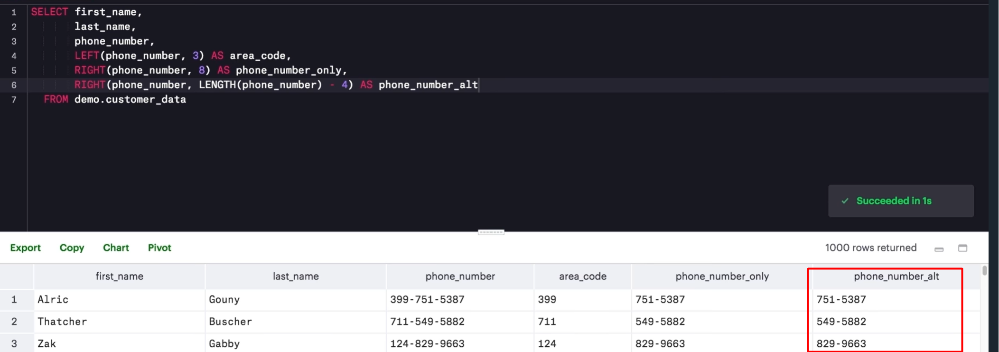 1 SELECT first_name,
2 last_name,
3 phone_number,
4 LEFT(phone_number, 3) AS area_code,
5 RIGHT(phone_number, 8) AS phone_number_only,
6 RIGHT(phone_number, LENGTH(phone_number) - 4) AS phone_number_alt
7 FROM demo.customer_data
✓ Succeeded in 1s
Export Copy Chart Pivot 1000 rows returned
first_name last_name phone_number area_code phone_number_only phone_number_alt
1 Alric Gouny 399-751-5387 399 751-5387 751-5387
2 Thatcher Buscher 711-549-5882 711 549-5882 549-5882
3 Zak Gabby 124-829-9663 124 829-9663 829-9663